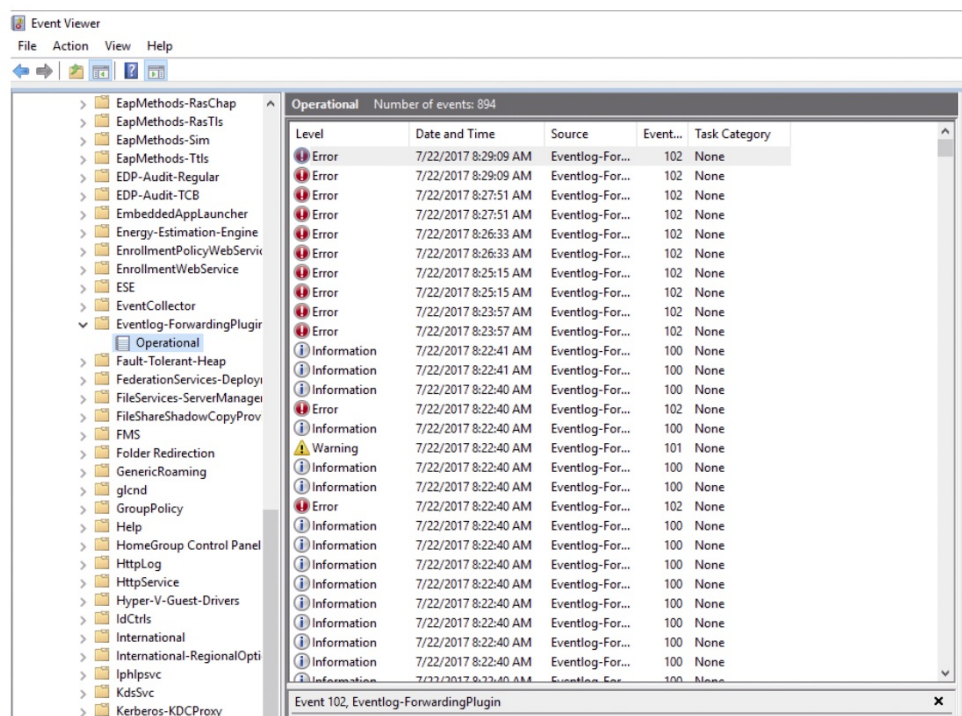 Event Viewer
File Action View Help
EapMethods-RasChap
EapMethods-RasTls
EapMethods-Sim
EapMethods-Ttls
EDP-Audit-Regular
EDP-Audit-TCB
EmbeddedAppLauncher
Energy-Estimation-Engine
EnrollmentPolicyWebServic
EnrollmentWebService
ESE
EventCollector
Eventlog-ForwardingPlugin
Operational
Fault-Tolerant-Heap
FederationServices-Deploy
FileServices-ServerManager
FileShareShadowCopyProv
FMS
Folder Redirection
GenericRoaming
glcnd
GroupPolicy
Help
HomeGroup Control Panel
HttpLog
HttpService
Hyper-V-Guest-Drivers
IdCtrls
International
International-RegionalOpti
Iphlpsvc
KdsSvc
Kerberos-KDCProxy
Operational Number of events: 894
Level Date and Time Source Event... Task Category
Error 7/22/2017 8:29:09 AM Eventlog-For... 102 None
Error 7/22/2017 8:29:09 AM Eventlog-For... 102 None
Error 7/22/2017 8:27:51 AM Eventlog-For... 102 None
Error 7/22/2017 8:27:51 AM Eventlog-For... 102 None
Error 7/22/2017 8:26:33 AM Eventlog-For... 102 None
Error 7/22/2017 8:26:33 AM Eventlog-For... 102 None
Error 7/22/2017 8:25:15 AM Eventlog-For... 102 None
Error 7/22/2017 8:25:15 AM Eventlog-For... 102 None
Error 7/22/2017 8:23:57 AM Eventlog-For... 102 None
Error 7/22/2017 8:23:57 AM Eventlog-For... 102 None
Information 7/22/2017 8:22:41 AM Eventlog-For... 100 None
Information 7/22/2017 8:22:41 AM Eventlog-For... 100 None
Information 7/22/2017 8:22:40 AM Eventlog-For... 100 None
Error 7/22/2017 8:22:40 AM Eventlog-For... 102 None
Information 7/22/2017 8:22:40 AM Eventlog-For... 100 None
Warning 7/22/2017 8:22:40 AM Eventlog-For... 101 None
Information 7/22/2017 8:22:40 AM Eventlog-For... 100 None
Information 7/22/2017 8:22:40 AM Eventlog-For... 100 None
Error 7/22/2017 8:22:40 AM Eventlog-For... 102 None
Information 7/22/2017 8:22:40 AM Eventlog-For... 100 None
Information 7/22/2017 8:22:40 AM Eventlog-For... 100 None
Information 7/22/2017 8:22:40 AM Eventlog-For... 100 None
Information 7/22/2017 8:22:40 AM Eventlog-For... 100 None
Information 7/22/2017 8:22:40 AM Eventlog-For... 100 None
Information 7/22/2017 8:22:40 AM Eventlog-For... 100 None
Information 7/22/2017 8:22:40 AM Eventlog-For... 100 None
Information 7/22/2017 8:22:40 AM Eventlog-For... 100 None
Information 7/22/2017 8:22:40 AM Eventlog-For... 100 None
Event 102, Eventlog-ForwardingPlugin